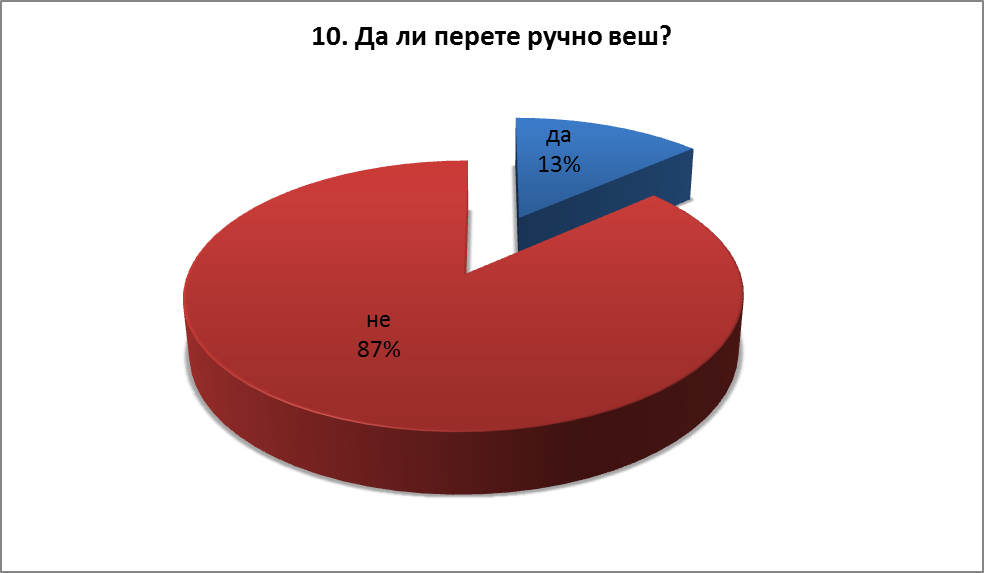 10. Да ли перете ручно веш?
да
13%
не
87%